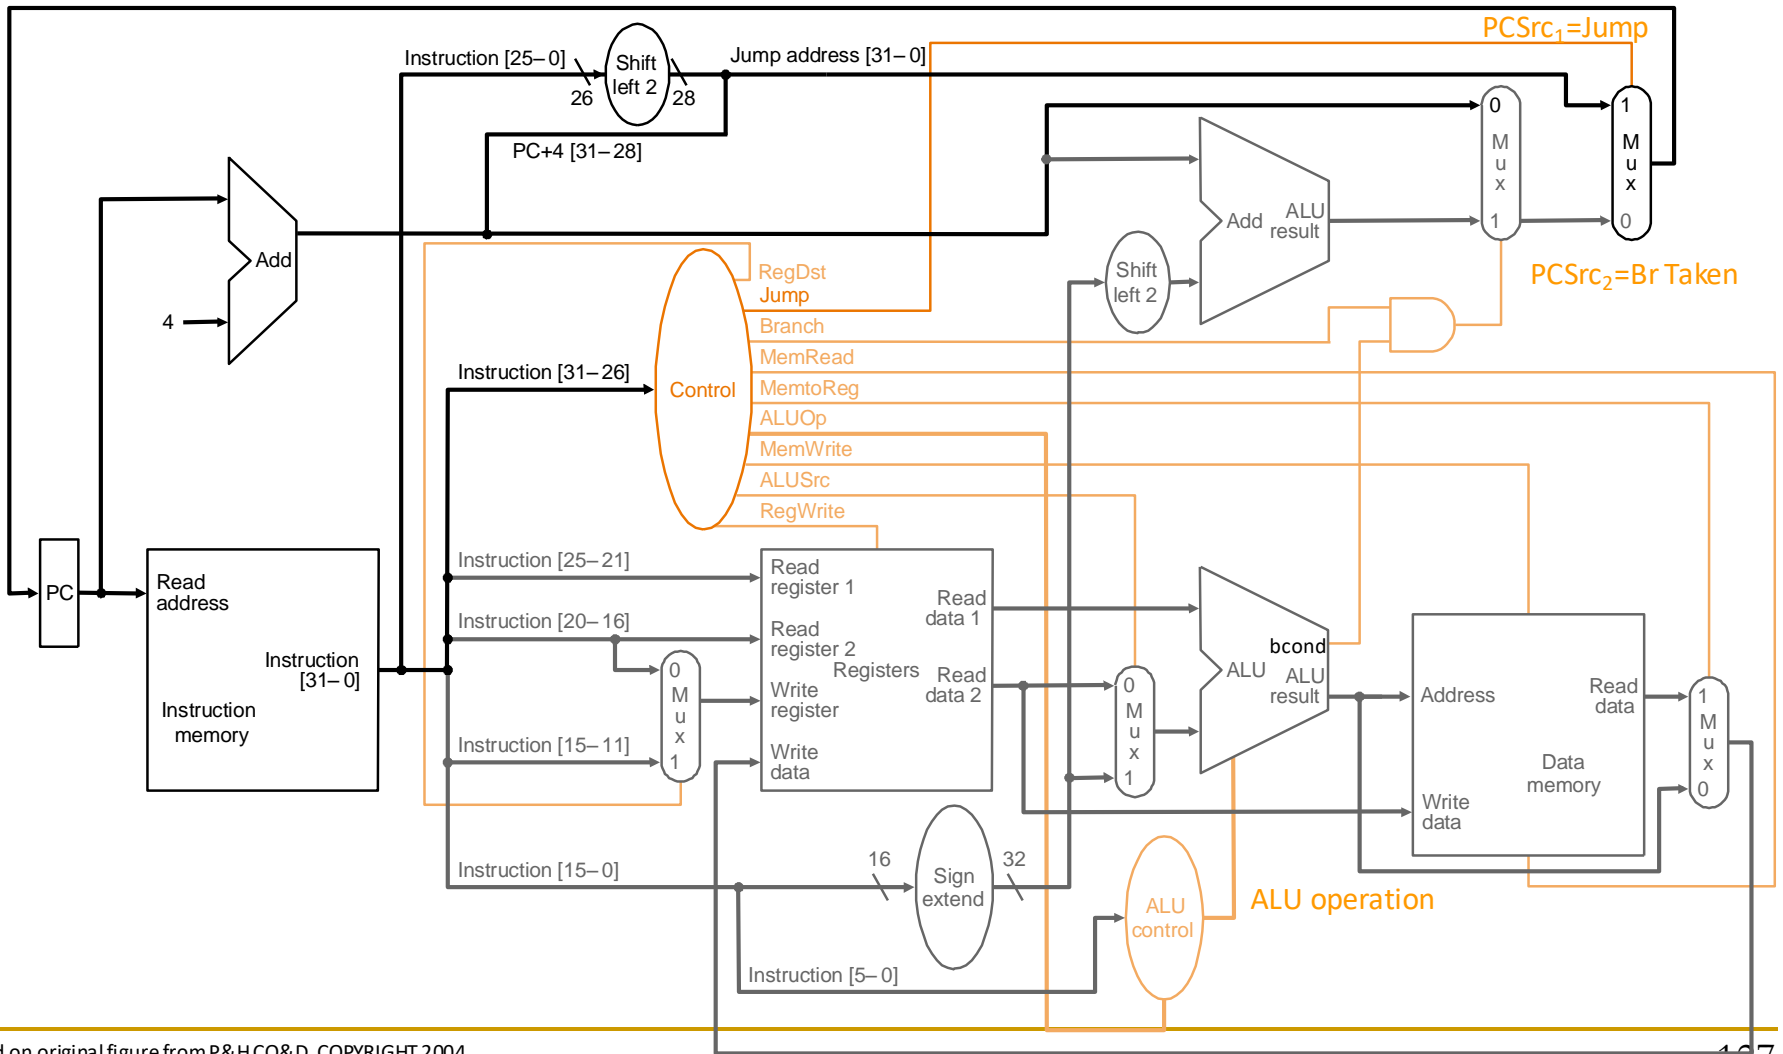 PCSrc1=Jump
Instruction [25–0]
Shift
left 2
Jump address [31–0]
26
28
0
M
u
x
1
1
M
u
x
0
PC+4 [31–28]
Add
4
Add
ALU
result
Shift
left 2
PCSrc2=Br Taken
RegDst
Jump
Branch
MemRead
MemtoReg
ALUOp
MemWrite
ALUSrc
RegWrite
Instruction [31–26]
Control
PC
Read
address
Instruction
[31–0]
Instruction
memory
Instruction [25–21]
Instruction [20–16]
Instruction [15–11]
Instruction [15–0]
Instruction [5–0]
0
M
u
x
1
Read
register 1
Read
register 2
Write
register
Write
data
Registers
Read
data 1
Read
data 2
0
M
u
x
1
bcond
ALU
ALU
result
Address
Read
data
Data
memory
Write
data
1
M
u
x
0
16
Sign
extend
32
ALU
control
ALU operation
on original figure from P&H CO&D, COPYRIGHT 2004